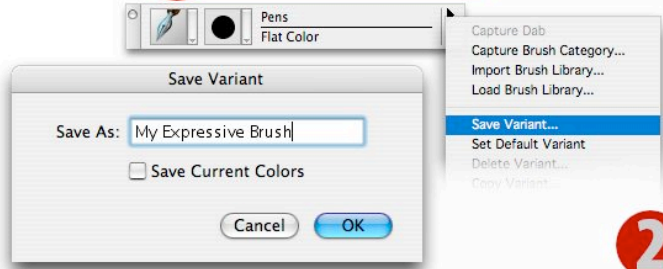 Pens
Flat Color
Capture Dab
Capture Brush Category...
Import Brush Library...
Load Brush Library...
Save Variant...
Set Default Variant
Delete Variant...
Copy Variant...
Save Variant
Save As: My Expressive Brush
Save Current Colors
Cancel OK
2